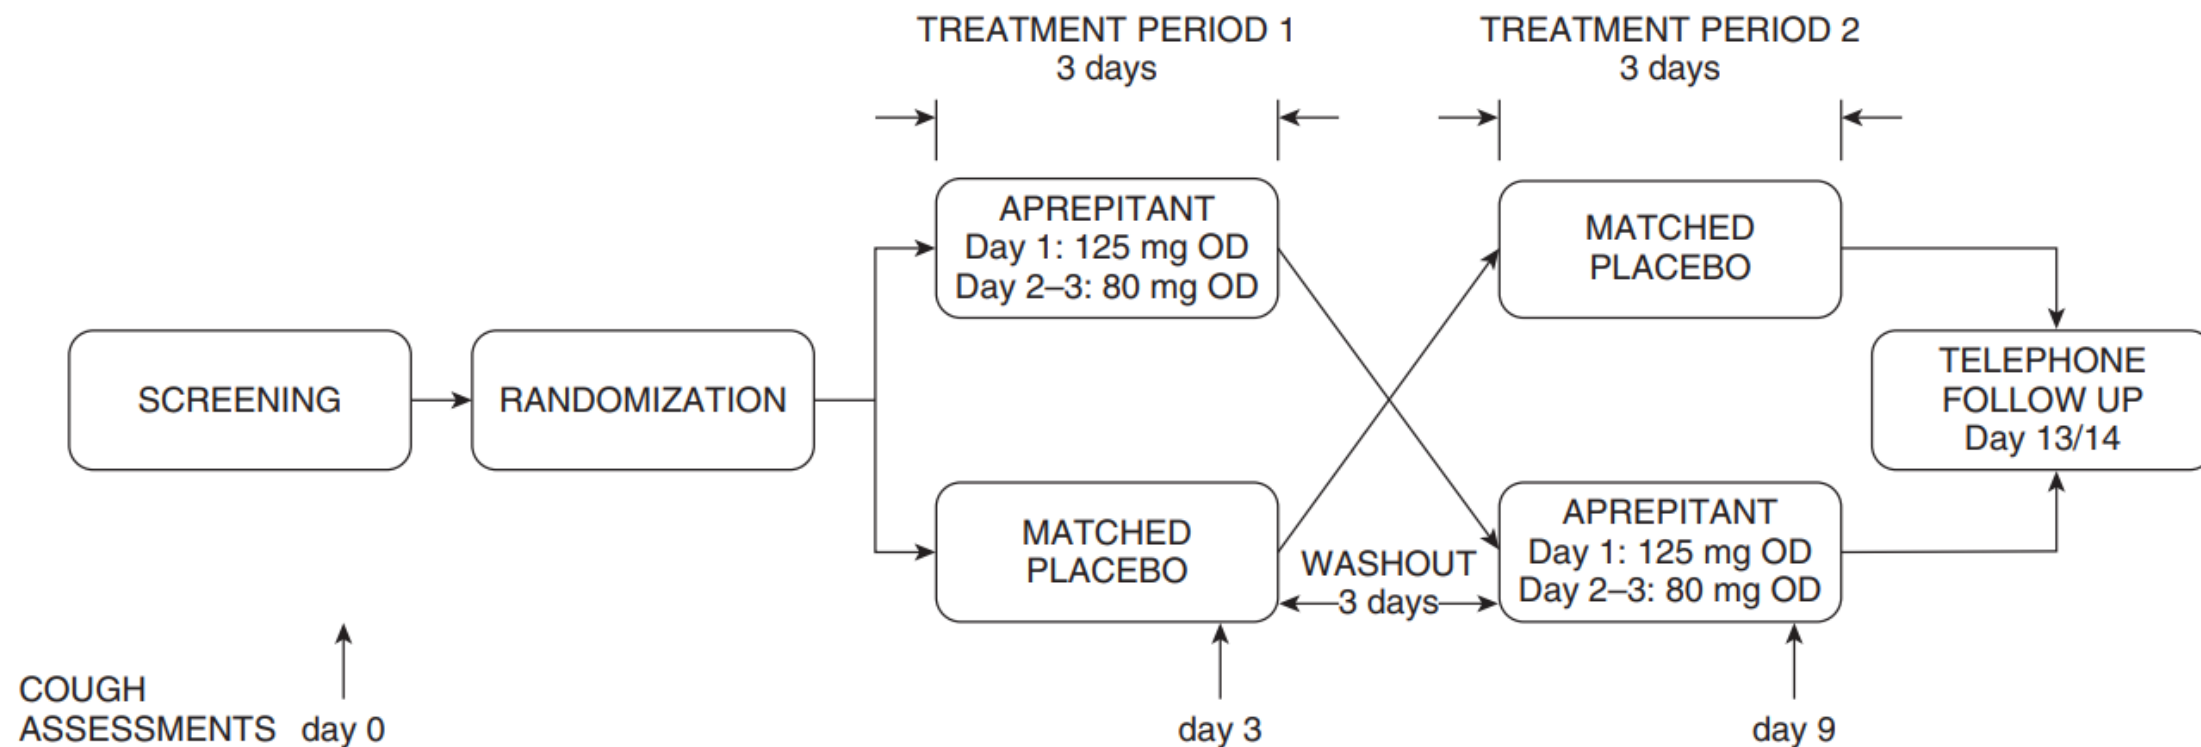 TREATMENT PERIOD 1
3 days
TREATMENT PERIOD 2
3 days
SCREENING
RANDOMIZATION
APREPITANT
Day 1: 125 mg OD
Day 2–3: 80 mg OD
MATCHED
PLACEBO
MATCHED
PLACEBO
APREPITANT
Day 1: 125 mg OD
Day 2–3: 80 mg OD
WASHOUT
3 days
TELEPHONE
FOLLOW UP
Day 13/14
COUGH
ASSESSMENTS
day 0
day 3
day 9